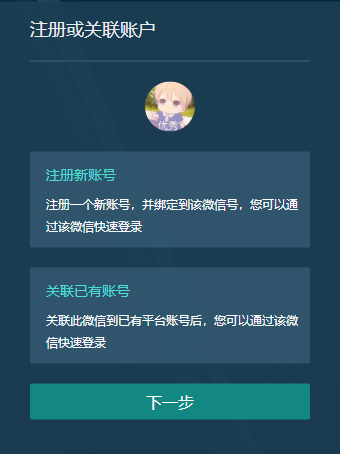 注册或关联账户
优秀
注册新账号
注册一个新账号，并绑定到该微信号，您可以通
过该微信快速登录
关联已有账号
关联此微信到已有平台账号后，您可以通过该微
信快速登录
下一步